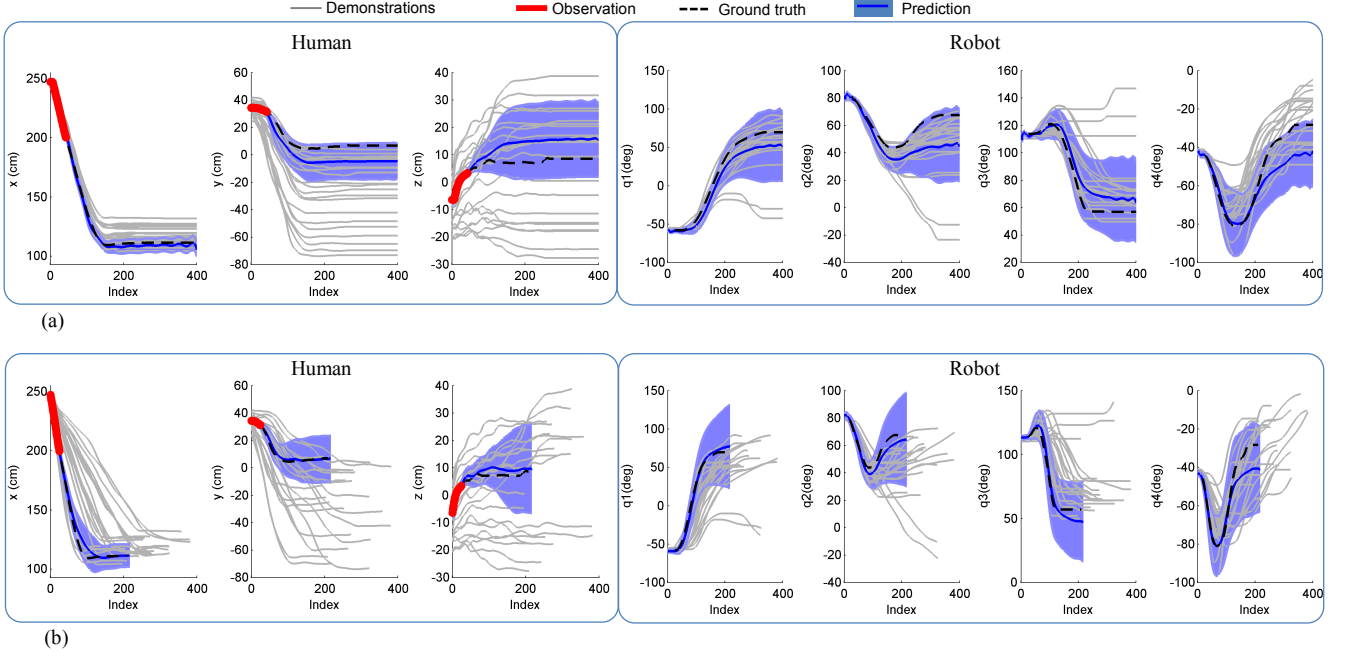 Demonstrations Observation Ground truth Prediction
Human Robot
x (cm)
250
200
150
100
0 200 400
Index
y (cm)
60
40
20
0
-20
-40
-60
-80
0 200 400
Index
z (cm)
40
30
20
10
0
-10
-20
-30
0 200 400
Index
q1(deg)
150
100
50
0
-50
-100
0 200 400
Index
q2(deg)
100
80
60
40
20
0
-20
-40
0 200 400
Index
q3(deg)
160
140
120
100
80
60
40
20
0 200 400
Index
q4(deg)
0
-20
-40
-60
-80
-100
0 200 400
Index
(a)
Human Robot
x (cm)
250
200
150
100
0 200 400
Index
y (cm)
60
40
20
0
-20
-40
-60
-80
0 200 400
Index
z (cm)
40
30
20
10
0
-10
-20
-30
0 200 400
Index
q1(deg)
150
100
50
0
-50
-100
0 200 400
Index
q2(deg)
100
80
60
40
20
0
-20
-40
0 200 400
Index
q3(deg)
150
100
50
0
0 200 400
Index
q4(deg)
0
-20
-40
-60
-80
-100
0 200 400
Index
(b)